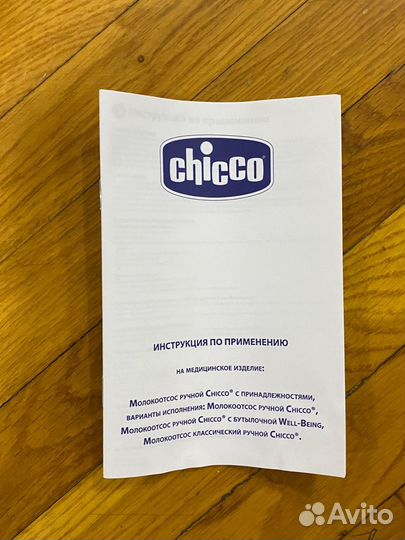 chicco®
ИНСТРУКЦИЯ ПО ПРИМЕНЕНИЮ
НА МЕДИЦИНСКОЕ ИЗДЕЛИЕ:
МОЛОКООТСОС РУЧНОЙ CHICCO® С ПРИНАДЛЕЖНОСТЯМИ,
ВАРИАНТЫ ИСПОЛНЕНИЯ: МОЛОКООТСОС РУЧНОЙ CHICCO®,
МОЛОКООТСОС РУЧНОЙ CHICCO® С БУТЫЛОЧКОЙ WELL-BEING,
МОЛОКООТСОС КЛАССИЧЕСКИЙ РУЧНОЙ CHICCO®.
Avito